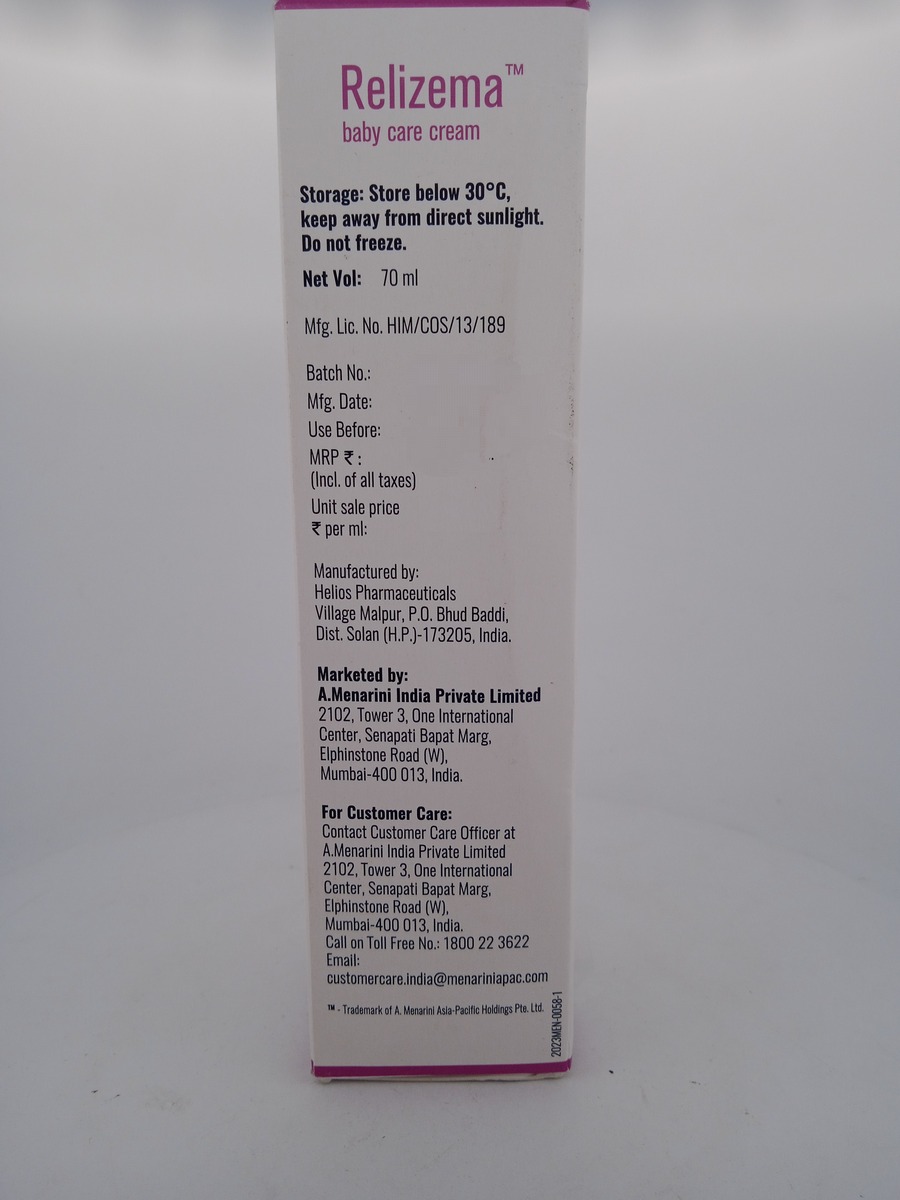 Relizema™
baby care cream
Storage: Store below 30°C,
keep away from direct sunlight.
Do not freeze.
Net Vol: 70 ml
Mfg. Lic. No. HIM/COS/13/189
Batch No.:
Mfg. Date:
Use Before:
MRP ₹ :
(Incl. of all taxes)
Unit sale price
₹ per ml:
Manufactured by:
Helios Pharmaceuticals
Village Malpur, P.O. Bhud Baddi,
Dist. Solan (H.P.)-173205, India.
Marketed by:
A.Menarini India Private Limited
2102, Tower 3, One International
Center, Senapati Bapat Marg,
Elphinstone Road (W),
Mumbai-400 013, India.
For Customer Care:
Contact Customer Care Officer at
A.Menarini India Private Limited
2102, Tower 3, One International
Center, Senapati Bapat Marg,
Elphinstone Road (W),
Mumbai-400 013, India.
Call on Toll Free No.: 1800 22 3622
Email:
customercare.india@menariniapac.com
™ - Trademark of A. Menarini Asia-Pacific Holdings Pte. Ltd.
2023MEN-0058-1